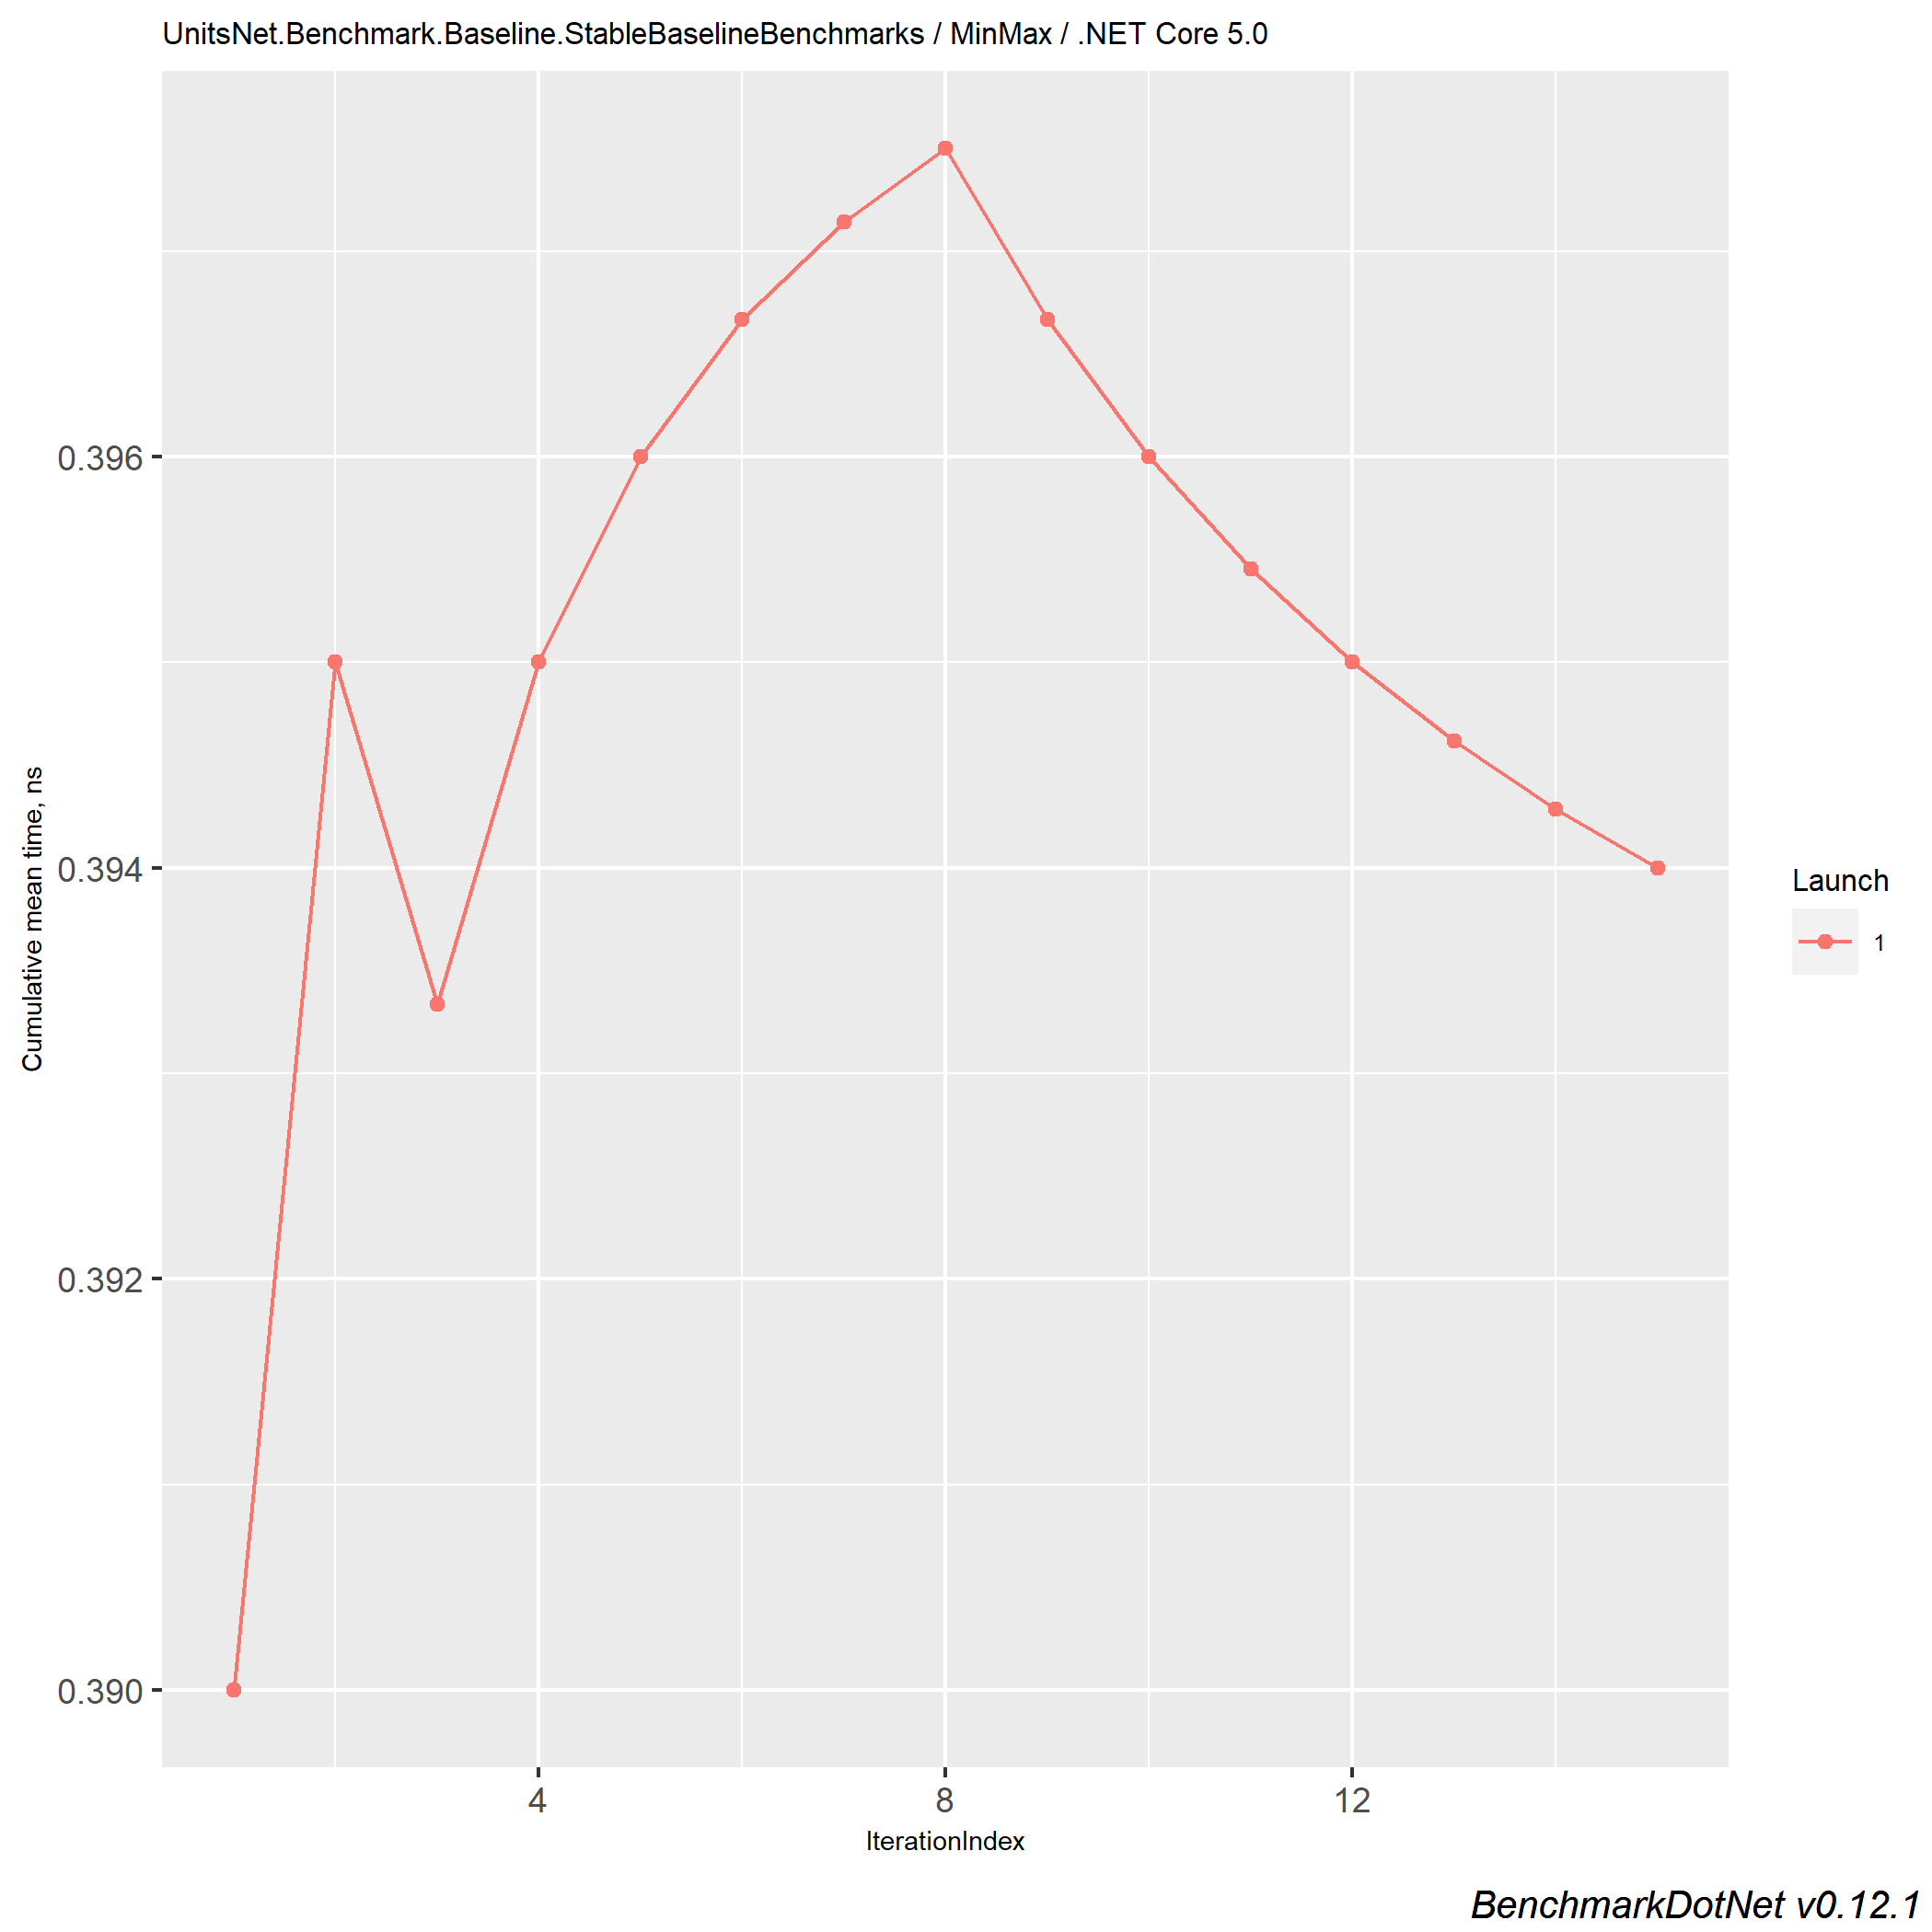 UnitsNet.Benchmark.Baseline.StableBaselineBenchmarks / MinMax / .NET Core 5.0
Cumulative mean time, ns
0.396
0.394
0.392
0.390
4
8
12
IterationIndex
Launch
1
BenchmarkDotNet v0.12.1